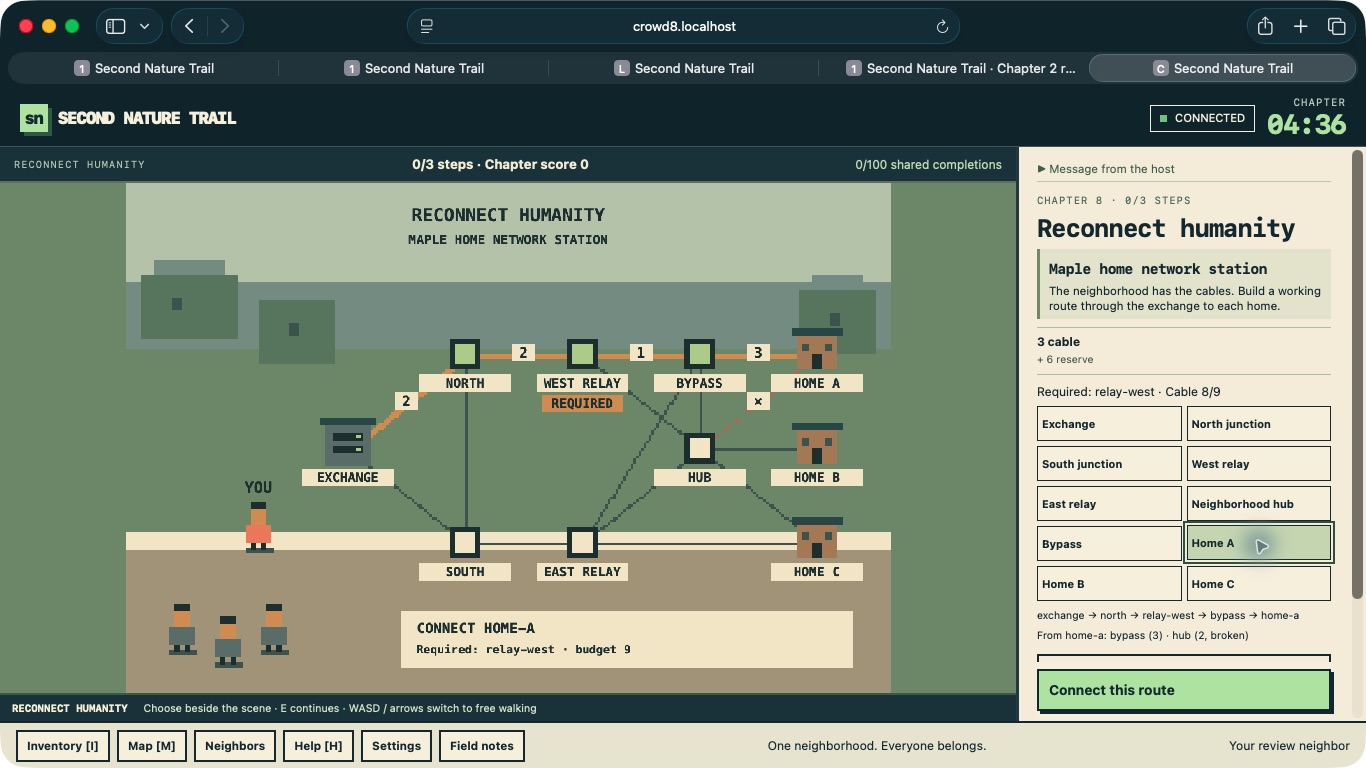 crowd8.localhost
1 Second Nature Trail
1 Second Nature Trail
L Second Nature Trail
1 Second Nature Trail · Chapter 2 r...
C Second Nature Trail
sn SECOND NATURE TRAIL
CONNECTED
CHAPTER
04:36
RECONNECT HUMANITY
0/3 steps · Chapter score 0
0/100 shared completions
RECONNECT HUMANITY
MAPLE HOME NETWORK STATION
2
1
3
NORTH
WEST RELAY
BYPASS
HOME A
REQUIRED
2
×
EXCHANGE
HUB
HOME B
YOU
SOUTH
EAST RELAY
HOME C
CONNECT HOME-A
Required: relay-west · budget 9
RECONNECT HUMANITY
Choose beside the scene · E continues · WASD / arrows switch to free walking
▶ Message from the host
CHAPTER 8 · 0/3 STEPS
Reconnect humanity
Maple home network station
The neighborhood has the cables. Build a working
route through the exchange to each home.
3 cable
+ 6 reserve
Required: relay-west · Cable 8/9
Exchange
North junction
South junction
West relay
East relay
Neighborhood hub
Bypass
Home A
Home B
Home C
exchange → north → relay-west → bypass → home-a
From home-a: bypass (3) · hub (2, broken)
Connect this route
Inventory [I]
Map [M]
Neighbors
Help [H]
Settings
Field notes
One neighborhood. Everyone belongs.
Your review neighbor